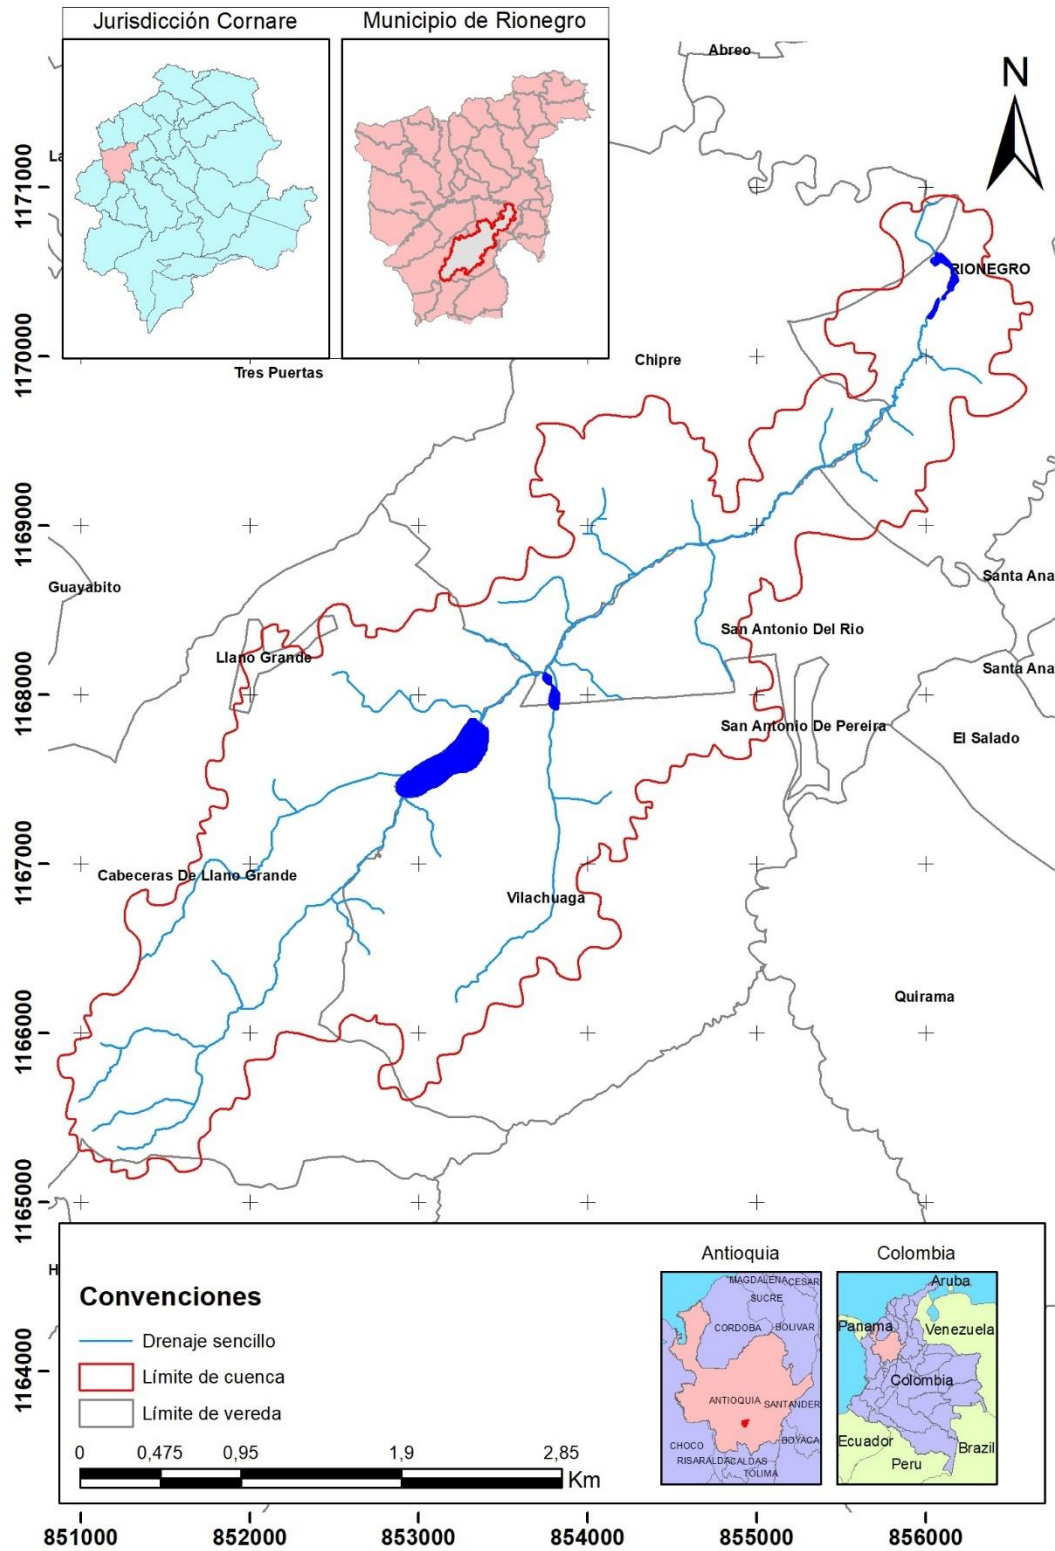 Jurisdicción Cornare
Municipio de Rionegro
Abreo
N
La
1171000
RIONEGRO
1170000
Chipre
Tres Puertas
1169000
Guayabito
Santa Ana
San Antonio Del Rio
Llano Grande
Santa Ana
1168000
San Antonio De Pereira
El Salado
1167000
Cabeceras De Llano Grande
Vilachuaga
Quirama
1166000
1165000
H
Convenciones
Drenaje sencillo
Límite de cuenca
Límite de vereda
0 0,475 0,95 1,9 2,85
Km
1164000
Antioquia
MAGDALENA
CESAR
SUCRE
CORDOBA
BOLIVAR
ANTIOQUIA
SANTANDER
BOYACA
CHOCO
RISARALDA
CALDAS
TOLIMA
Colombia
Aruba
Panama
Venezuela
Colombia
Ecuador
Peru
Brazil
851000 852000 853000 854000 855000 856000